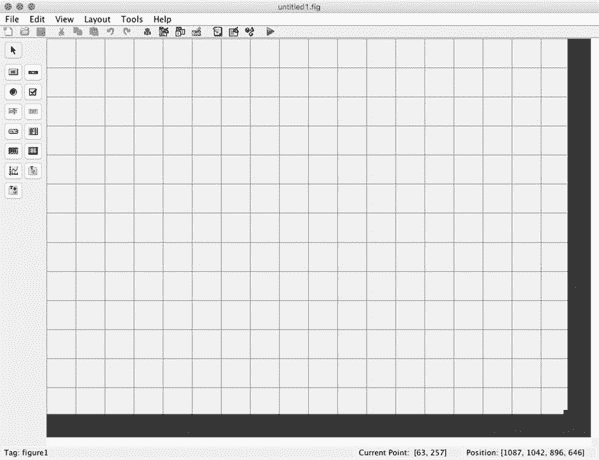 untitled1.fig
File Edit View Layout Tools Help
Tag: figure1 Current Point: [63, 257] Position: [1087, 1042, 896, 646]